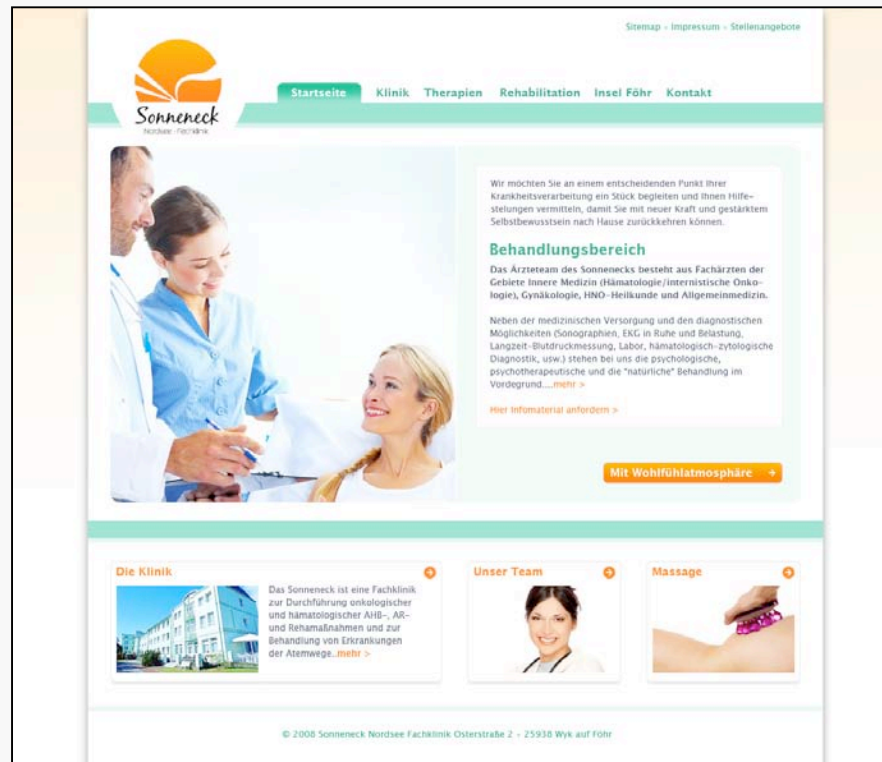 Sitemap - Impressum - Stellenangebote
Startseite Klinik Therapien Rehabilitation Insel Föhr Kontakt
Sonneneck
Nordsee-Fachklinik
Wir möchten Sie an einem entscheidenden Punkt Ihrer
Krankheitsverarbeitung ein Stück begleiten und Ihnen Hilfe-
stellungen vermitteln, damit Sie mit neuer Kraft und gestärktem
Selbstbewusstsein nach Hause zurückkehren können.
Behandlungsbereich
Das Ärzteteam des Sonnenecks besteht aus Fachärzten der
Gebiete Innere Medizin (Hämatologie/internistische Onko-
logie), Gynäkologie, HNO-Heilkunde und Allgemeinmedizin.
Neben der medizinischen Versorgung und den diagnostischen
Möglichkeiten (Sonographien, EKG in Ruhe und Belastung,
Langzeit-Blutdruckmessung, Labor, hämatologisch-zytologische
Diagnostik, usw.) stehen bei uns die psychologische,
psychotherapeutische und die "natürliche" Behandlung im
Vordegrund....mehr >
Hier Infomaterial anfordern >
Mit Wohlfühlatmosphäre
Die Klinik
Das Sonneneck ist eine Fachklinik
zur Durchführung onkologischer
und hämatologischer AHB-, AR-
und Rehamaßnahmen und zur
Behandlung von Erkrankungen
der Atemwege..mehr >
Unser Team
Massage
© 2008 Sonneneck Nordsee Fachklinik Osterstraße 2 - 25938 Wyk auf Föhr